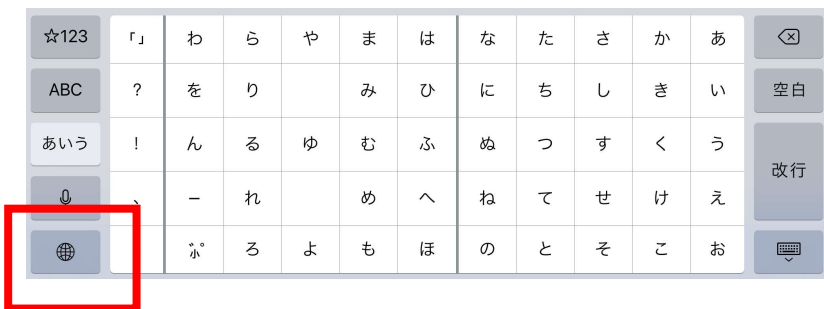 ☆123 「」 わ ら や ま は な た さ か あ
ABC ? を り み ひ に ち し き い 空白
あいう ! ん る ゆ む ふ ぬ つ す く う
、 ー れ め へ ね て せ け え 改行
゛゜小 ろ よ も ほ の と そ こ お